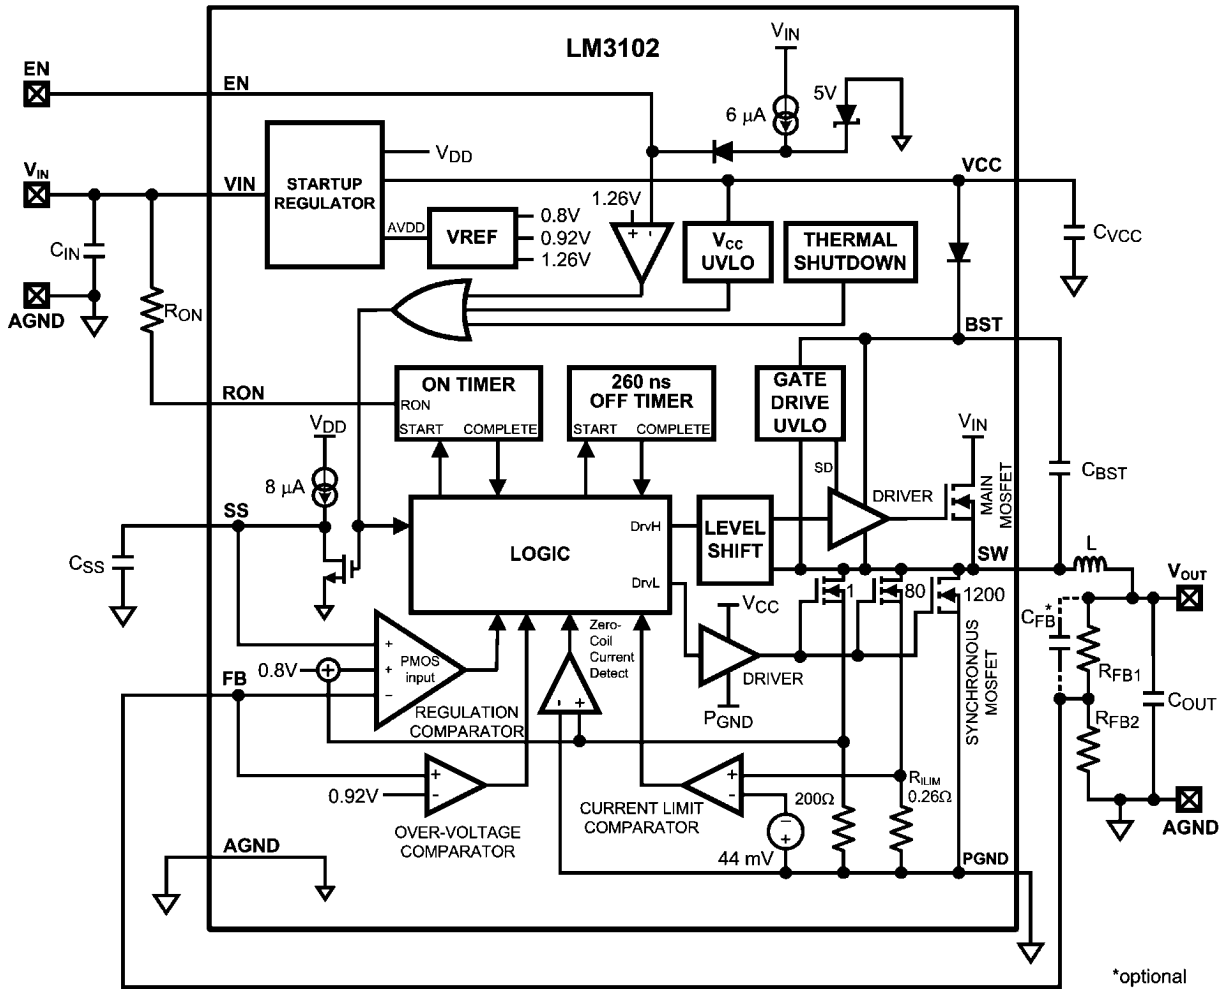 LM3102
V_IN
EN
EN
5V
6 μA
V_DD
V_IN
VIN
STARTUP
REGULATOR
VCC
1.26V
AVDD
VREF
0.8V
0.92V
1.26V
+
-
V_CC
UVLO
THERMAL
SHUTDOWN
C_VCC
C_IN
AGND
R_ON
BST
RON
ON TIMER
RON
START
COMPLETE
260 ns
OFF TIMER
START
COMPLETE
GATE
DRIVE
UVLO
SD
V_IN
V_DD
8 μA
DRIVER
MAIN
MOSFET
C_BST
SS
C_SS
LOGIC
DrvH
DrvL
LEVEL
SHIFT
SW
L
V_OUT
1
80
1200
V_CC
DRIVER
P_GND
SYNCHRONOUS
MOSFET
C_FB*
R_FB1
R_FB2
C_OUT
Zero-
Coil
Current
Detect
-
+
+
+
−
PMOS
input
0.8V
+
FB
REGULATION
COMPARATOR
+
−
0.92V
OVER-VOLTAGE
COMPARATOR
+
−
CURRENT LIMIT
COMPARATOR
R_ILIM
0.26Ω
200Ω
−
+
44 mV
AGND
AGND
PGND
*optional